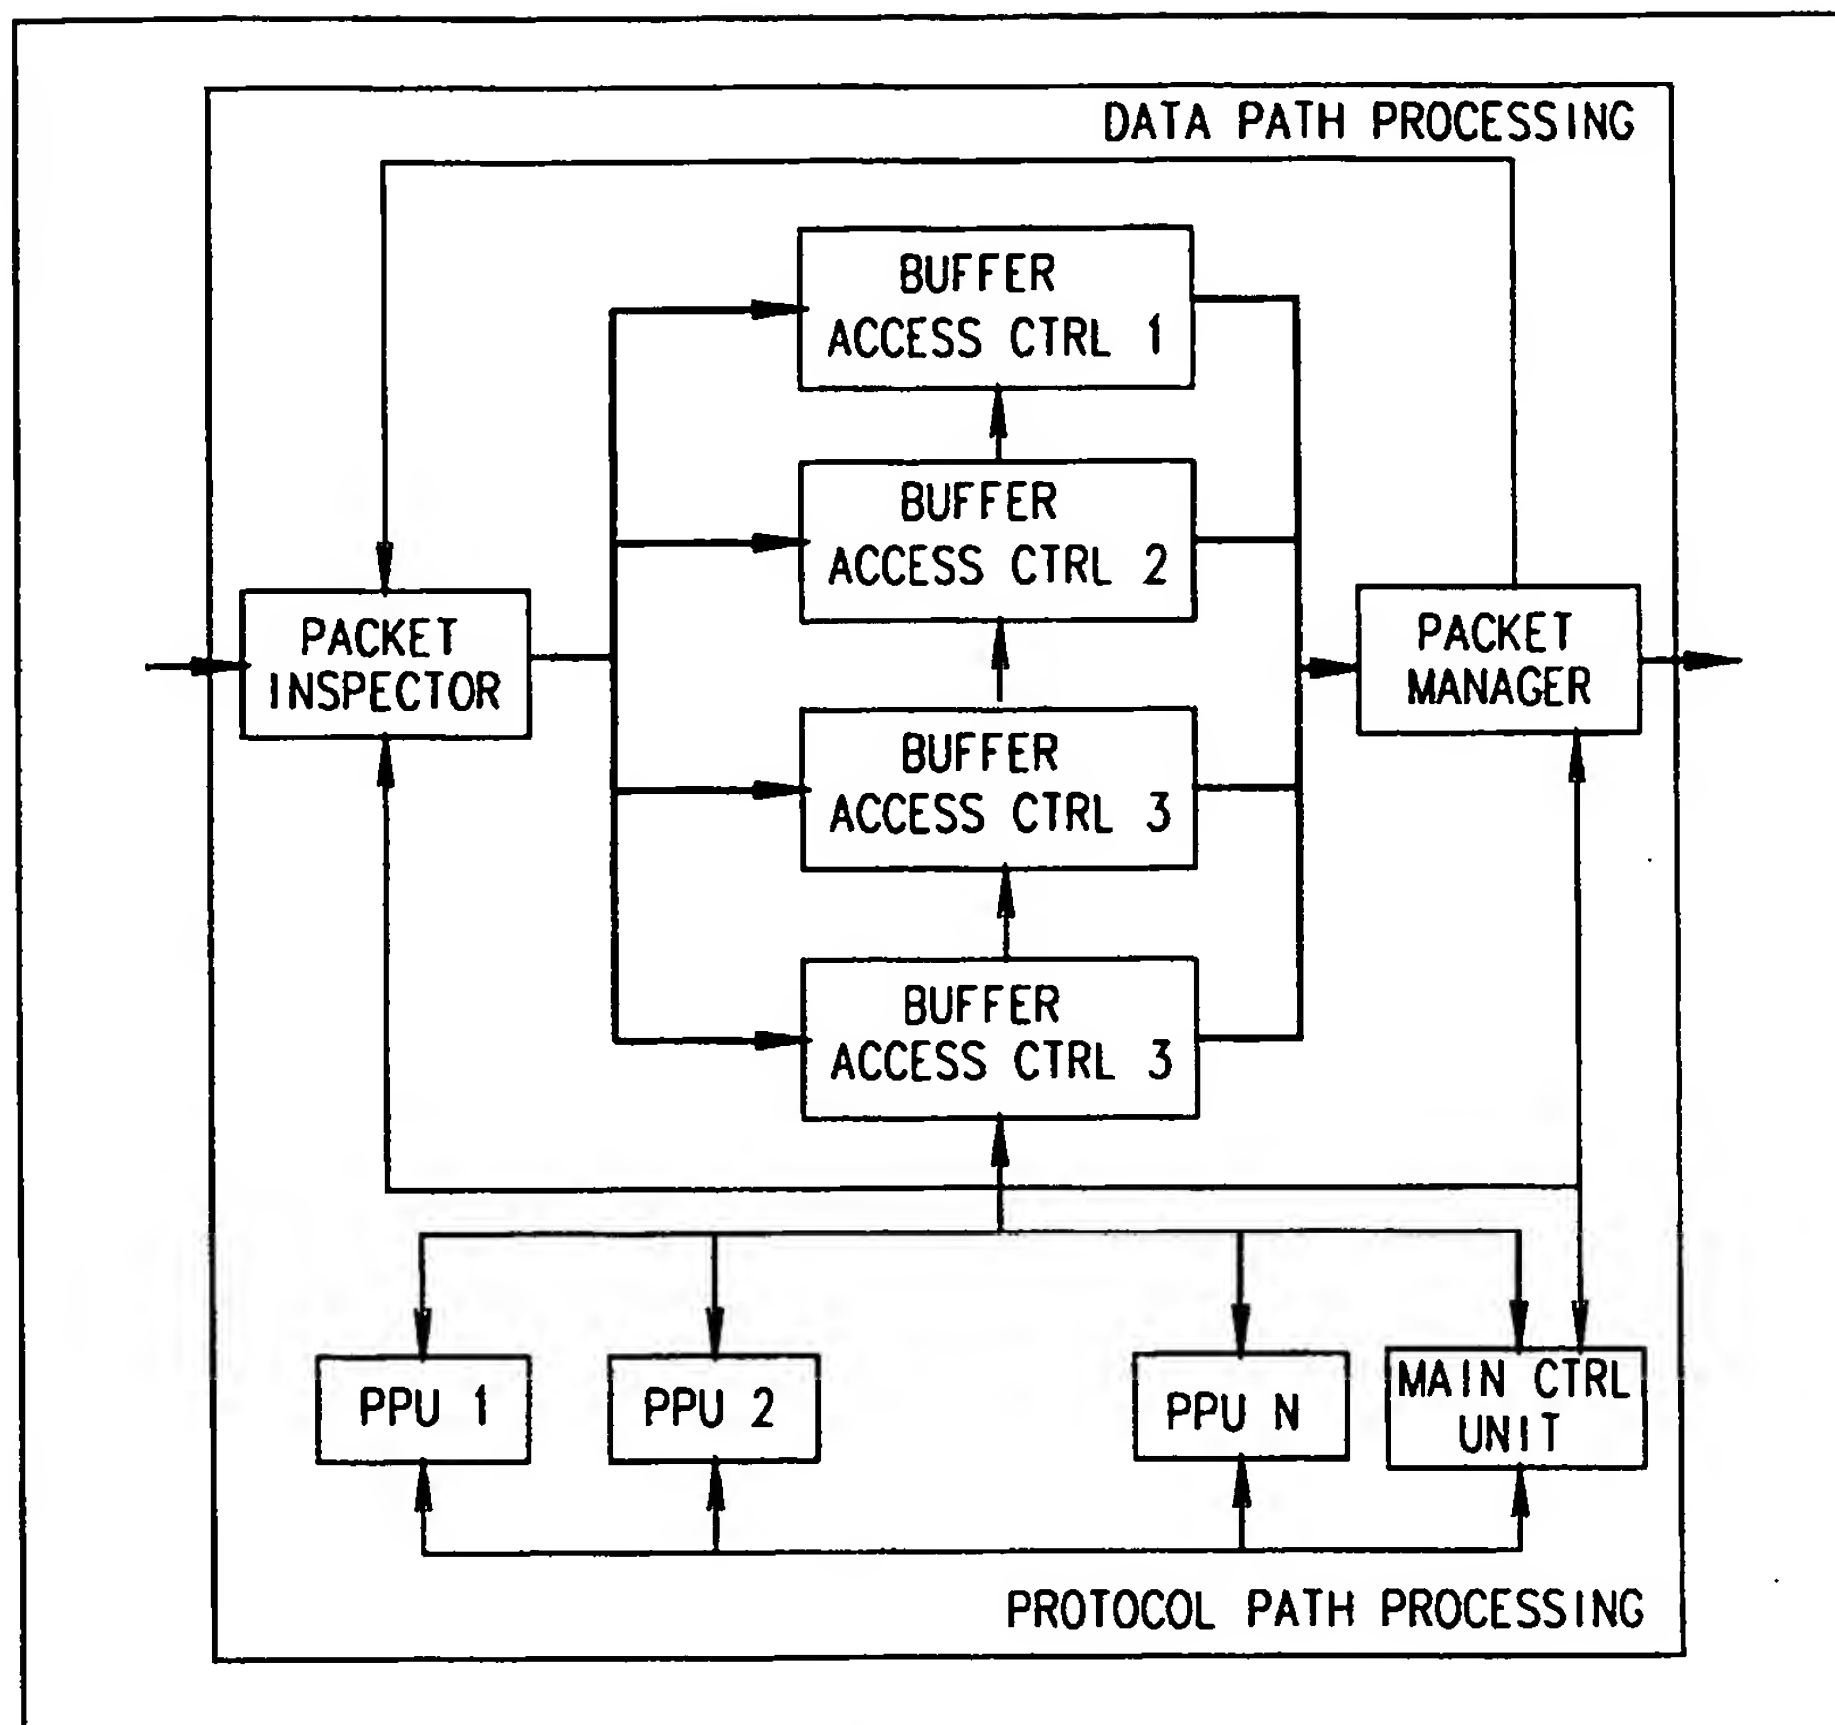 DATA PATH PROCESSING
BUFFER
ACCESS CTRL 1
BUFFER
ACCESS CTRL 2
PACKET
INSPECTOR
PACKET
MANAGER
BUFFER
ACCESS CTRL 3
BUFFER
ACCESS CTRL 3
PPU 1
PPU 2
PPU N
MAIN CTRL
UNIT
PROTOCOL PATH PROCESSING